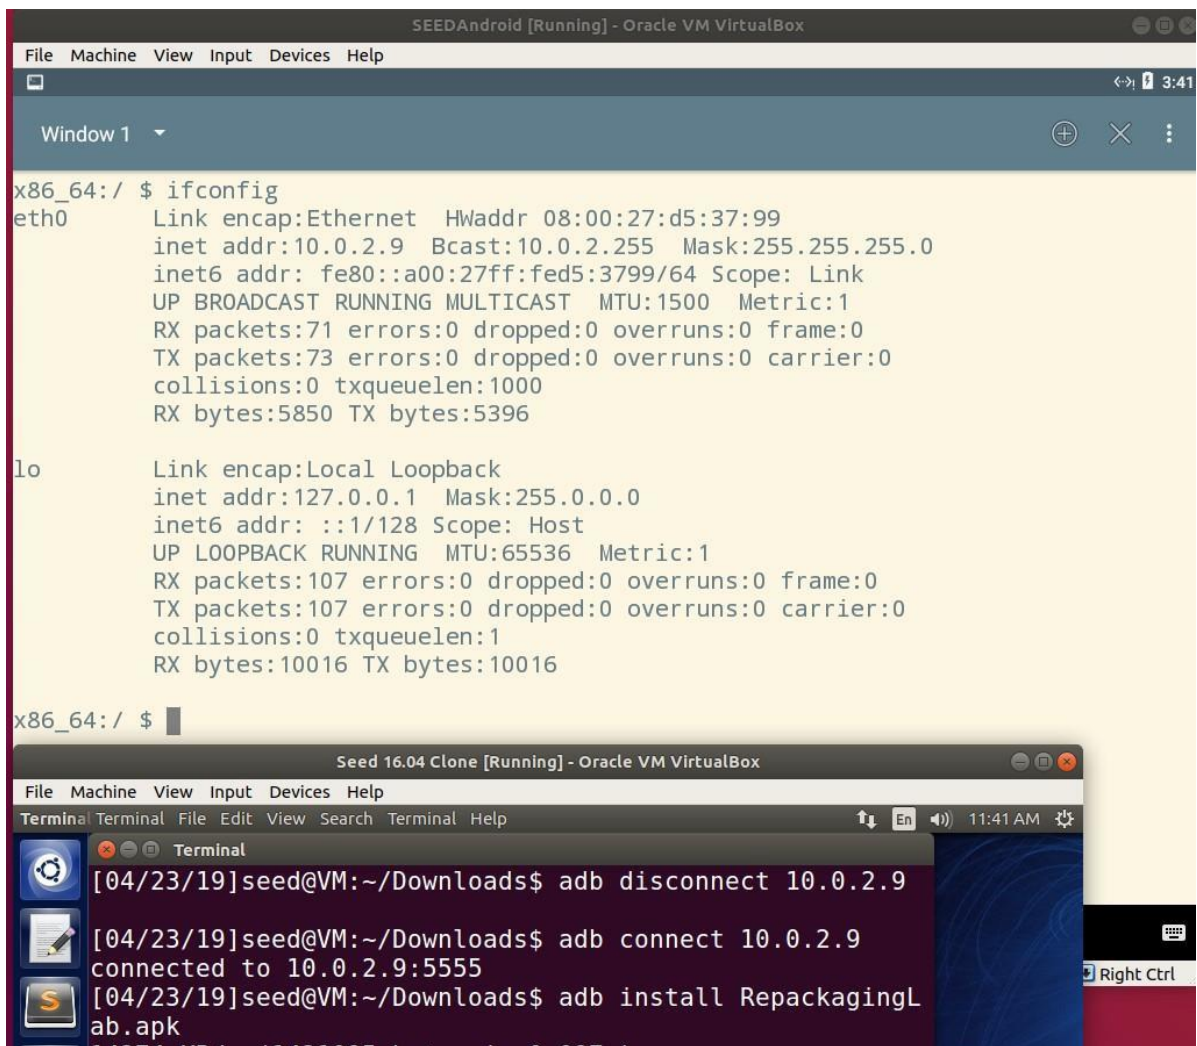 SEEDAndroid [Running] - Oracle VM VirtualBox
File Machine View Input Devices Help
3:41
Window 1
x86_64:/ $ ifconfig
eth0 Link encap:Ethernet HWaddr 08:00:27:d5:37:99
inet addr:10.0.2.9 Bcast:10.0.2.255 Mask:255.255.255.0
inet6 addr: fe80::a00:27ff:fed5:3799/64 Scope: Link
UP BROADCAST RUNNING MULTICAST MTU:1500 Metric:1
RX packets:71 errors:0 dropped:0 overruns:0 frame:0
TX packets:73 errors:0 dropped:0 overruns:0 carrier:0
collisions:0 txqueuelen:1000
RX bytes:5850 TX bytes:5396
lo Link encap:Local Loopback
inet addr:127.0.0.1 Mask:255.0.0.0
inet6 addr: ::1/128 Scope: Host
UP LOOPBACK RUNNING MTU:65536 Metric:1
RX packets:107 errors:0 dropped:0 overruns:0 frame:0
TX packets:107 errors:0 dropped:0 overruns:0 carrier:0
collisions:0 txqueuelen:1
RX bytes:10016 TX bytes:10016
x86_64:/ $
Seed 16.04 Clone [Running] - Oracle VM VirtualBox
File Machine View Input Devices Help
Terminal Terminal File Edit View Search Terminal Help En 11:41 AM
Terminal
[04/23/19]seed@VM:~/Downloads$ adb disconnect 10.0.2.9
[04/23/19]seed@VM:~/Downloads$ adb connect 10.0.2.9
connected to 10.0.2.9:5555
Right Ctrl
[04/23/19]seed@VM:~/Downloads$ adb install RepackagingL
ab.apk